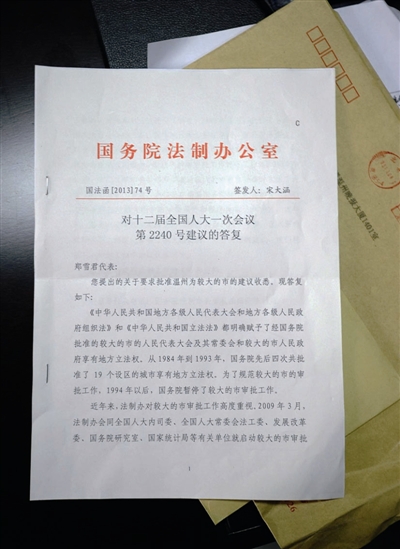 C
国务院法制办公室
国法函[2013]74号 签发人：宋大涵
对十二届全国人大一次会议
第2240号建议的答复
郑雪君代表：
您提出的关于要求批准温州为较大的市的建议收悉。现答复
如下：
《中华人民共和国地方各级人民代表大会和地方各级人民政
府组织法》和《中华人民共和国立法法》都明确赋予了经国务院
批准的较大的市的人民代表大会及其常委会和较大的市人民政
府享有地方立法权。从1984年到1993年，国务院先后四次共批
准了19个设区的城市享有地方立法权。为了规范较大的市的审
批工作，1994年以后，国务院暂停了较大的市审批工作。
近年来，法制办对较大的市审批工作高度重视。2009年3月，
法制办会同全国人大内司委、全国人大常委会法工委、发展改革
委、国务院研究室、国家统计局等有关单位就启动较大的市审批
1